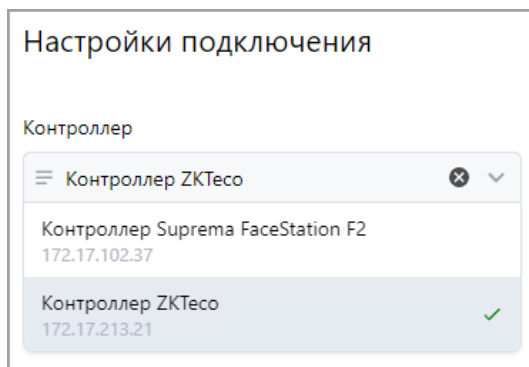 Настройки подключения
Контроллер
Контроллер ZKTeco
Контроллер Suprema FaceStation F2
172.17.102.37
Контроллер ZKTeco
172.17.213.21